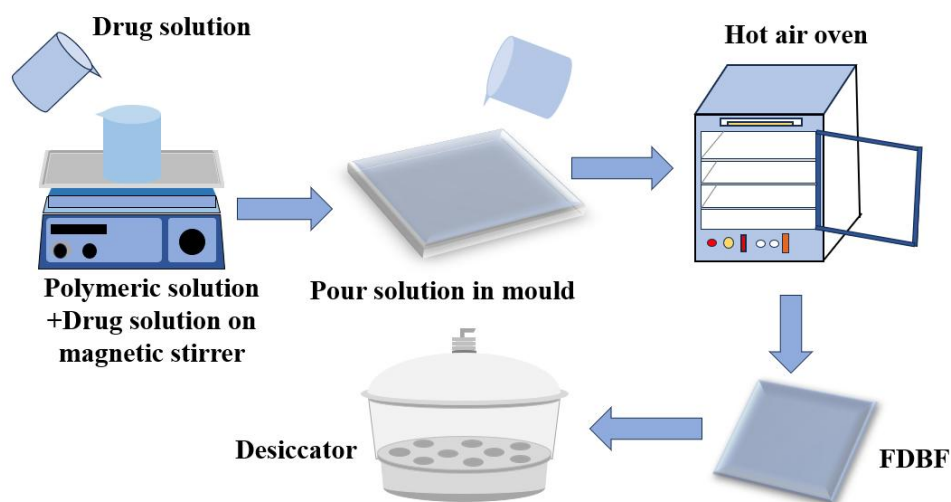 Drug solution
Hot air oven
Polymeric solution
+Drug solution on
magnetic stirrer
Pour solution in mould
Desiccator
FDBF